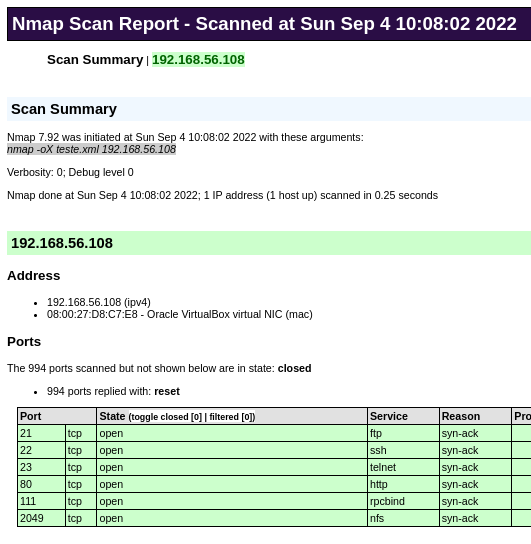 Nmap Scan Report - Scanned at Sun Sep 4 10:08:02 2022
Scan Summary | 192.168.56.108
Scan Summary
Nmap 7.92 was initiated at Sun Sep 4 10:08:02 2022 with these arguments:
nmap -oX teste.xml 192.168.56.108
Verbosity: 0; Debug level 0
Nmap done at Sun Sep 4 10:08:02 2022; 1 IP address (1 host up) scanned in 0.25 seconds
192.168.56.108
Address
• 192.168.56.108 (ipv4)
• 08:00:27:D8:C7:E8 - Oracle VirtualBox virtual NIC (mac)
Ports
The 994 ports scanned but not shown below are in state: closed
• 994 ports replied with: reset
Port State (toggle closed [0] | filtered [0]) Service Reason Pro
21 tcp open ftp syn-ack
22 tcp open ssh syn-ack
23 tcp open telnet syn-ack
80 tcp open http syn-ack
111 tcp open rpcbind syn-ack
2049 tcp open nfs syn-ack